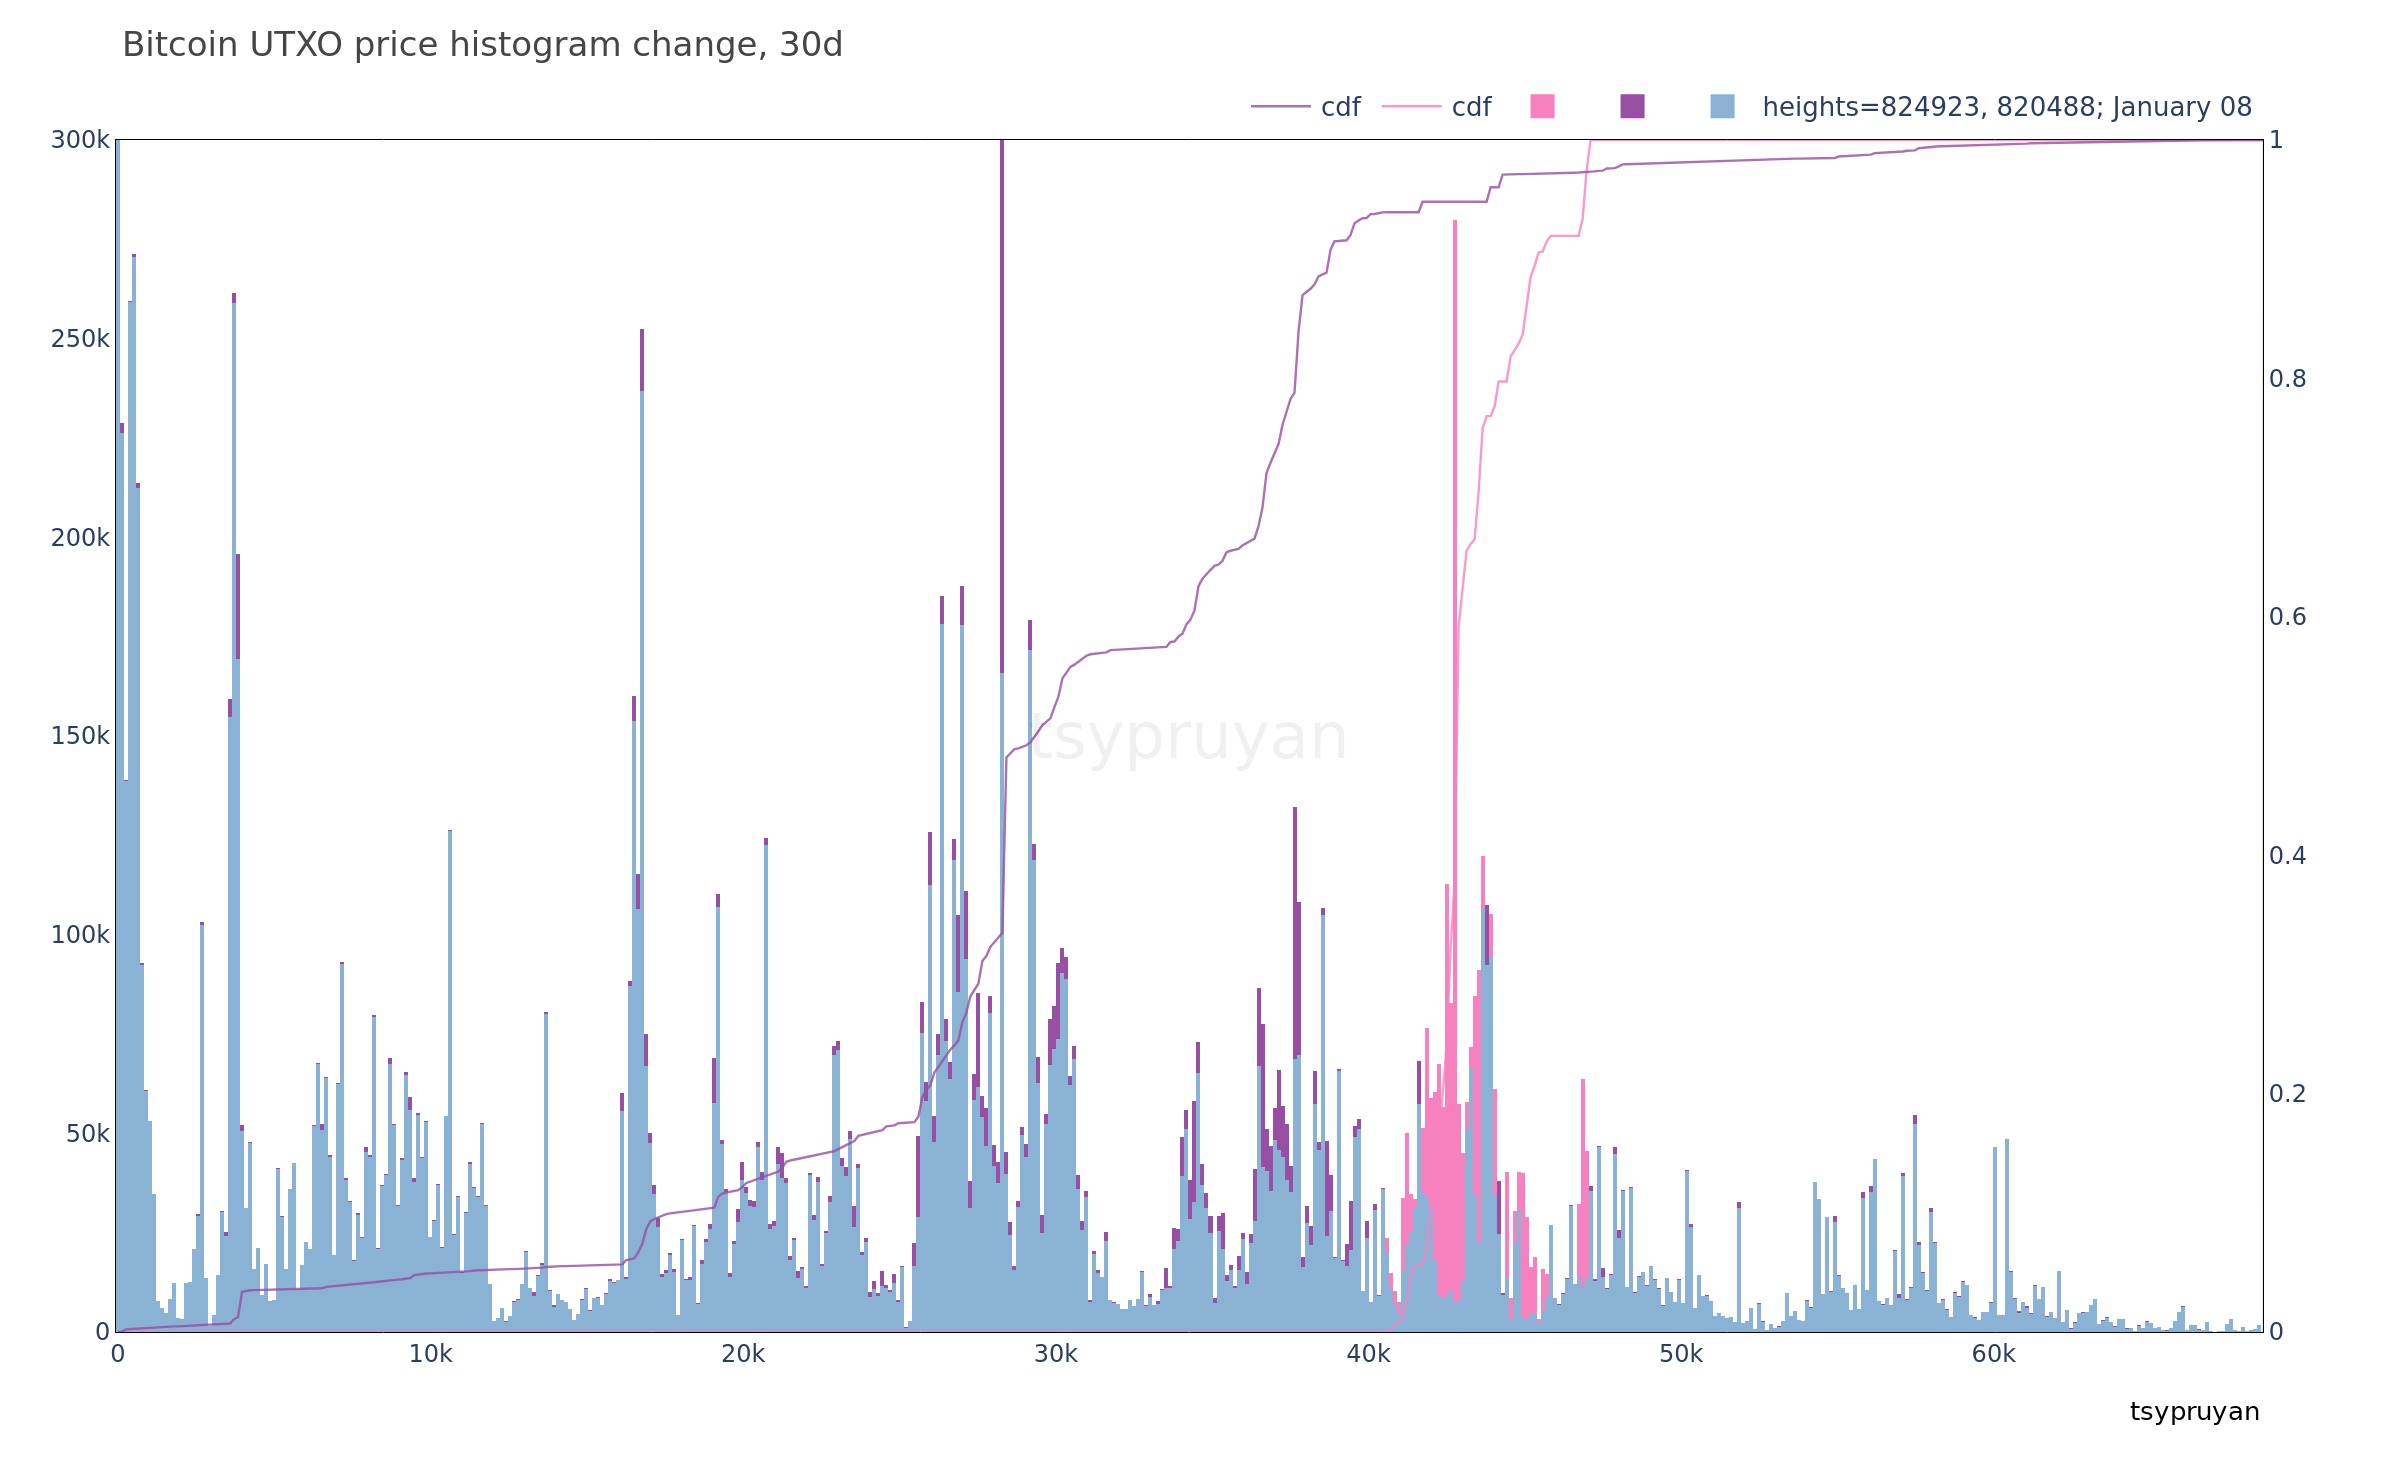 Bitcoin UTXO price histogram change, 30d
cdf cdf heights=824923, 820488; January 08
300k 1
250k
0.8
200k
0.6
tsypruyan
150k
0.4
100k
0.2
50k
0 0
0 10k 20k 30k 40k 50k 60k
tsypruyan